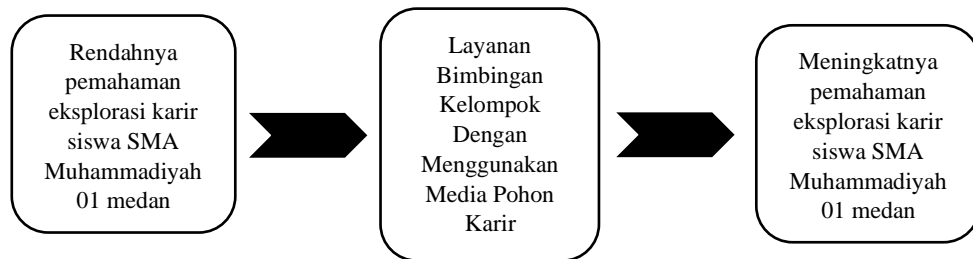 Rendahnya
pemahaman
eksplorasi karir
siswa SMA
Muhammadiyah
01 medan
Layanan
Bimbingan
Kelompok
Dengan
Menggunakan
Media Pohon
Karir
Meningkatnya
pemahaman
eksplorasi karir
siswa SMA
Muhammadiyah
01 medan